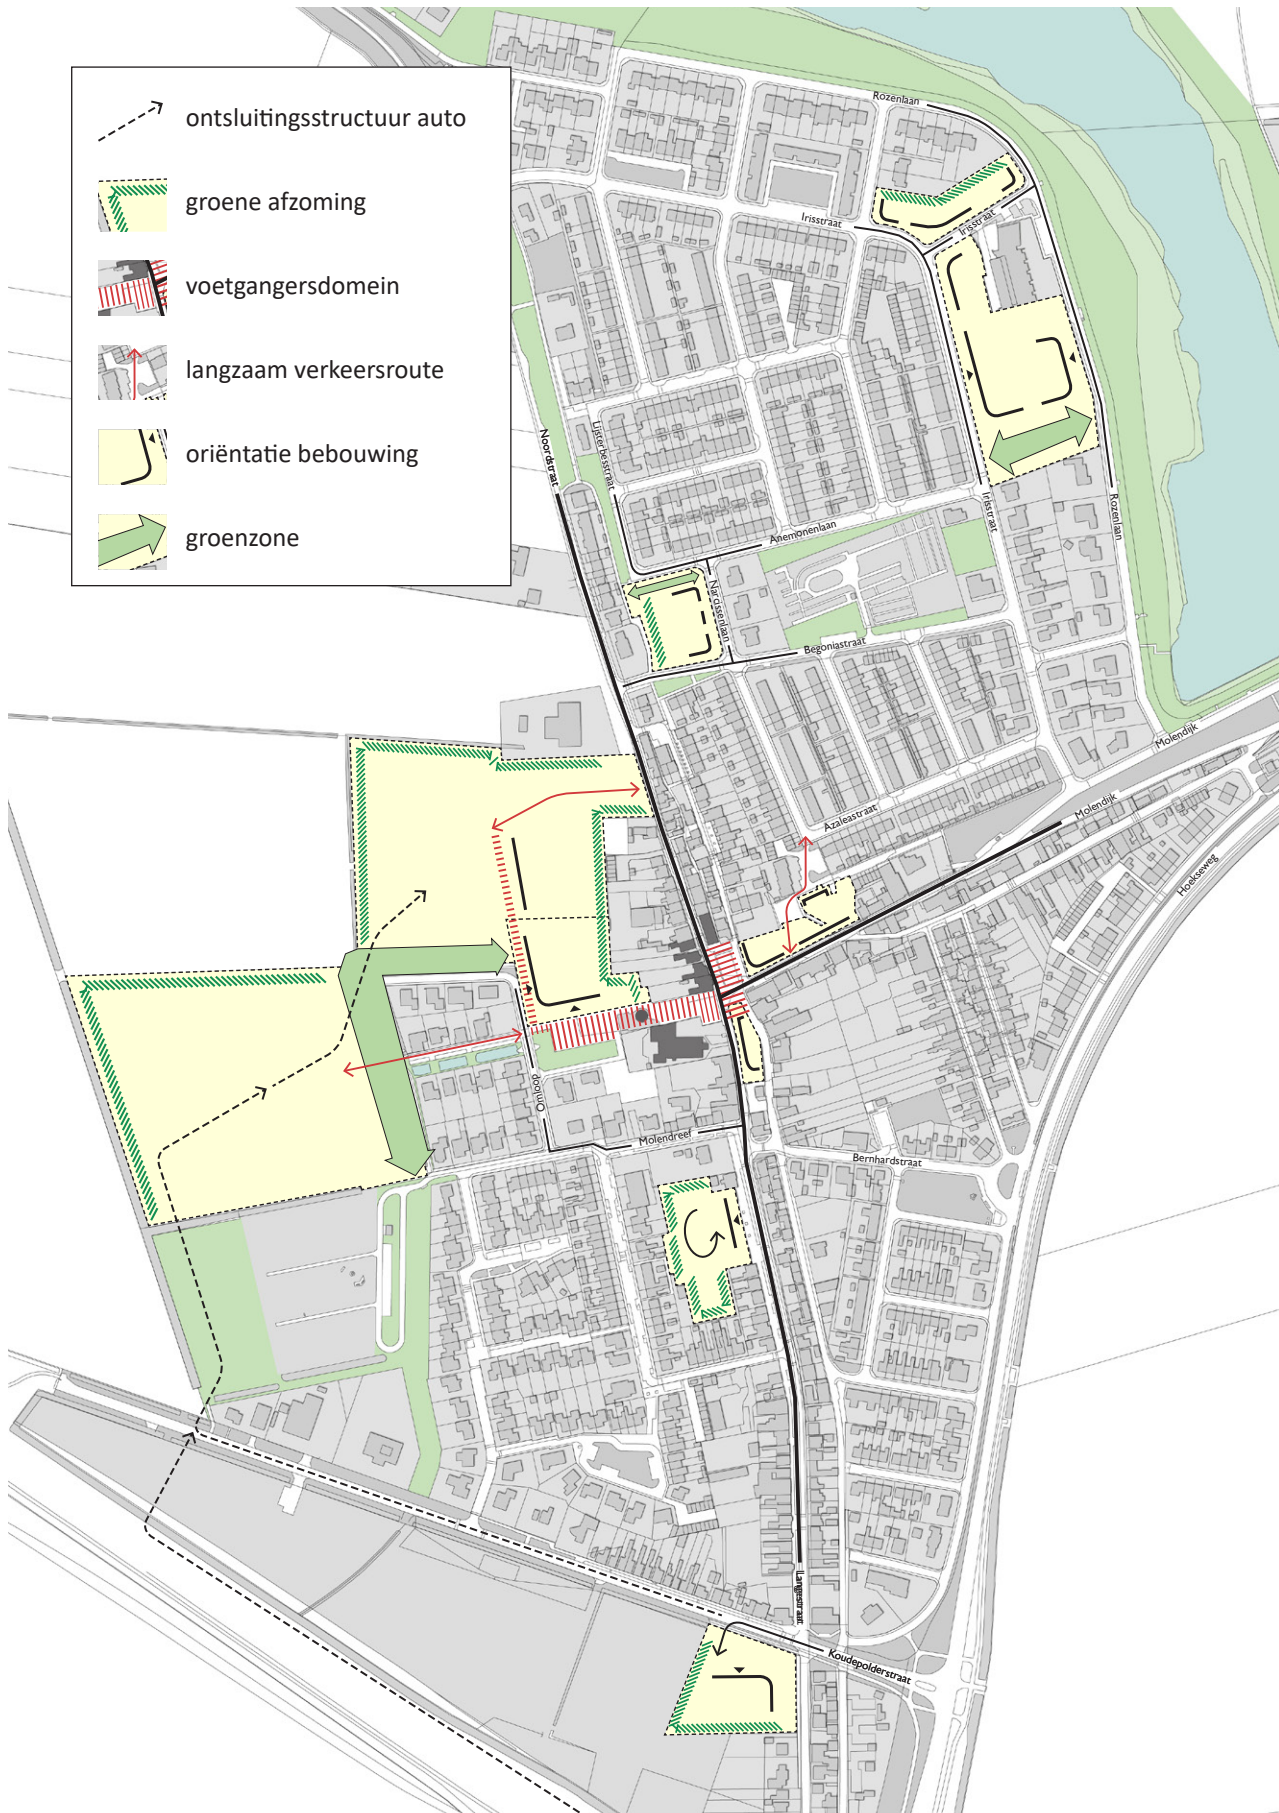 ontsluitingsstructuur auto
groene afzoming
voetgangersdomein
langzaam verkeersroute
oriëntatie bebouwing
groenzone
Rozenlaan
Irisstraat
Irisstraat
Noordstraat
Lijsterbesstraat
Irisstraat
Rozenlaan
Anemonenlaan
Narcissenlaan
Begoniastraat
Molendijk
Azaleastraat
Molendijk
Hoekseweg
Omloop
Molendreef
Bernhardstraat
Langestraat
Koudepolderstraat